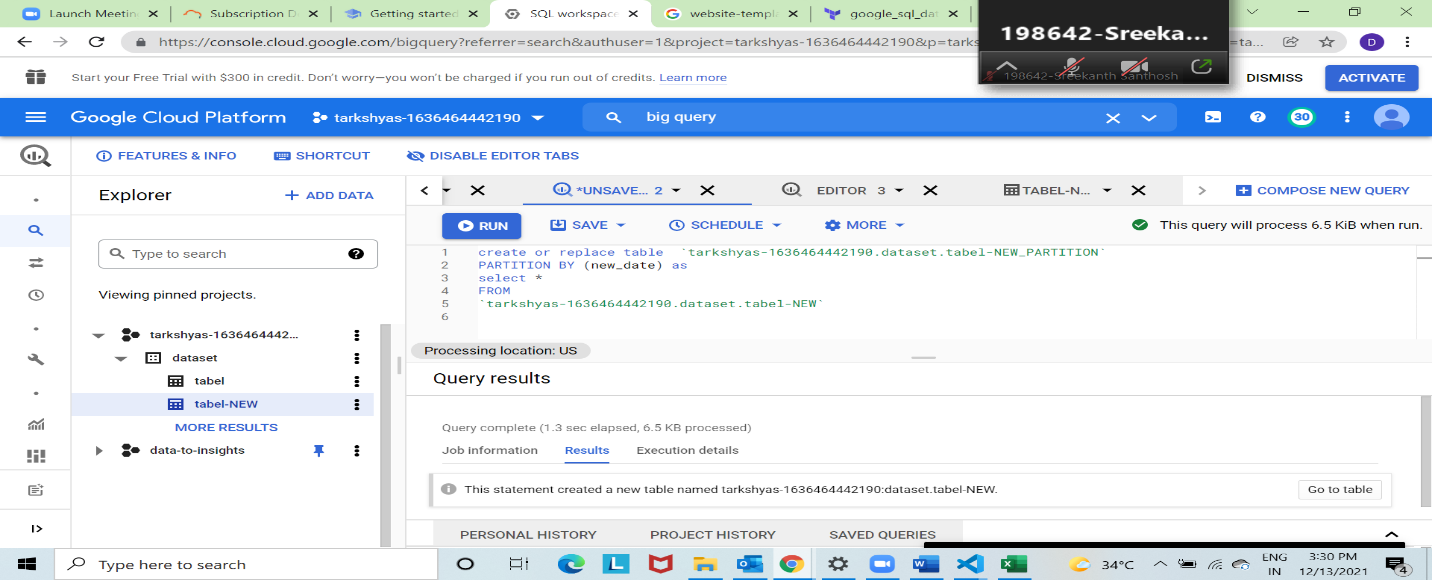 Launch Meetin
Subscription D
Getting started
SQL workspace
website-templ
google_sql_dat
198642-Sreeka...
198642-Sreekanth Santhosh
https://console.cloud.google.com/bigquery?referrer=search&authuser=1&project=tarkshyas-1636464442190&p=tarks
=ta...
D
Start your Free Trial with $300 in credit. Don't worry—you won't be charged if you run out of credits. Learn more
DISMISS
ACTIVATE
Google Cloud Platform
tarkshyas-1636464442190
big query
30
FEATURES & INFO
SHORTCUT
DISABLE EDITOR TABS
Explorer
+ ADD DATA
*UNSAVE... 2
EDITOR 3
TABEL-N...
COMPOSE NEW QUERY
RUN
SAVE
SCHEDULE
MORE
This query will process 6.5 KiB when run.
Type to search
Viewing pinned projects.
tarkshyas-1636464442...
dataset
tabel
tabel-NEW
MORE RESULTS
data-to-insights
1 create or replace table `tarkshyas-1636464442190.dataset.tabel-NEW_PARTITION`
2 PARTITION BY (new_date) as
3 select *
4 FROM
5 `tarkshyas-1636464442190.dataset.tabel-NEW`
6
Processing location: US
Query results
Query complete (1.3 sec elapsed, 6.5 KB processed)
Job information
Results
Execution details
This statement created a new table named tarkshyas-1636464442190:dataset.tabel-NEW.
Go to table
PERSONAL HISTORY
PROJECT HISTORY
SAVED QUERIES
Type here to search
34°C
ENG
IN
3:30 PM
12/13/2021
4